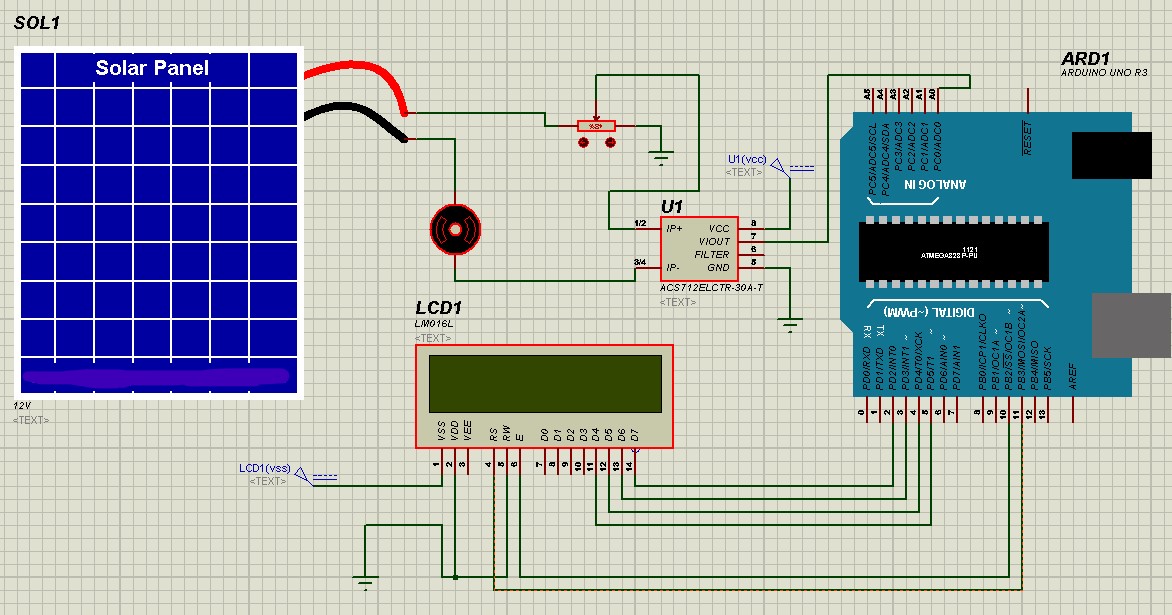 SOL1
Solar Panel
12V
<TEXT>
U1(vcc)
<TEXT>
U1
1/2
IP+
3/4
IP-
VCC
8
VIOUT
7
FILTER
6
GND
5
ACS712ELCTR-30A-T
<TEXT>
LCD1
LM016L
<TEXT>
VSS
VDD
VEE
RS
RW
E
D0
D1
D2
D3
D4
D5
D6
D7
1
2
3
4
5
6
7
8
9
10
11
12
13
14
LCD1(vss)
<TEXT>
ARD1
ARDUINO UNO R3
A5
A4
A3
A2
A1
A0
RESET
PC5/ADC5/SCL
PC4/ADC4/SDA
PC3/ADC3
PC2/ADC2
PC1/ADC1
PC0/ADC0
ANALOG IN
1121
ATMEGA328P-PU
DIGITAL (~PWM)
RX
TX
~
~
~
~
~
~
PD0/RXD
PD1/TXD
PD2/INT0
PD3/INT1
PD4/T0/XCK
PD5/T1
PD6/AIN0
PD7/AIN1
PB0/ICP1/CLKO
PB1/OC1A
PB2/SS/OC1B
PB3/MOSI/OC2A
PB4/MISO
PB5/SCK
AREF
0
1
2
3
4
5
6
7
8
9
10
11
12
13